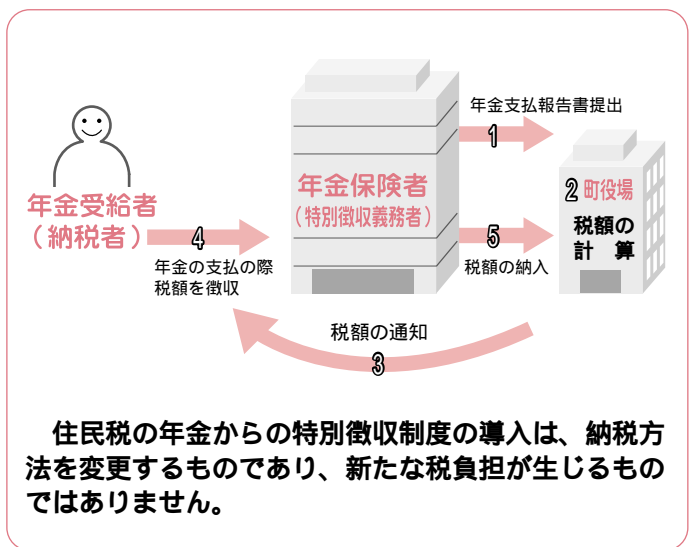 年金支払報告書提出
1
年金保険者
(特別徴収義務者)
2 町役場
税額の
計 算
年金受給者
(納税者)
4
年金の支払の際
税額を徴収
5
税額の納入
税額の通知
3
住民税の年金からの特別徴収制度の導入は、納税方
法を変更するものであり、新たな税負担が生じるもの
ではありません。